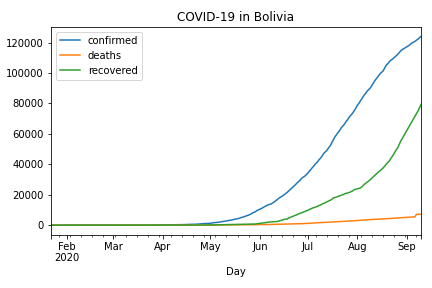 COVID-19 in Bolivia
confirmed
deaths
recovered
120000
100000
80000
60000
40000
20000
0
Feb Mar Apr May Jun Jul Aug Sep
2020
Day